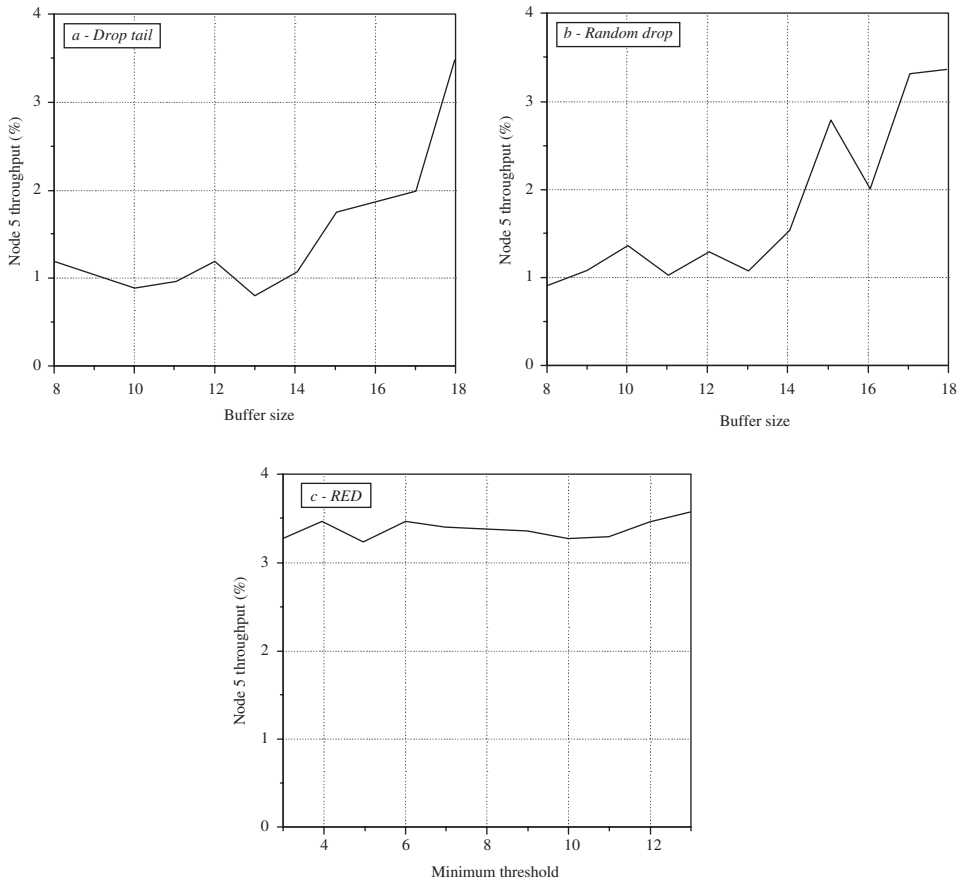 a - Drop tail
4
3
2
1
0
Node 5 throughput (%)
8 10 12 14 16 18
Buffer size
b - Random drop
4
3
2
1
0
Node 5 throughput (%)
8 10 12 14 16 18
Buffer size
c - RED
4
3
2
1
0
Node 5 throughput (%)
4 6 8 10 12
Minimum threshold